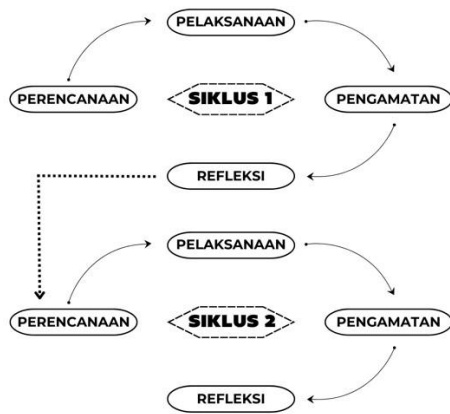 PELAKSANAAN
PERENCANAAN
SIKLUS 1
PENGAMATAN
REFLEKSI
PELAKSANAAN
PERENCANAAN
SIKLUS 2
PENGAMATAN
REFLEKSI